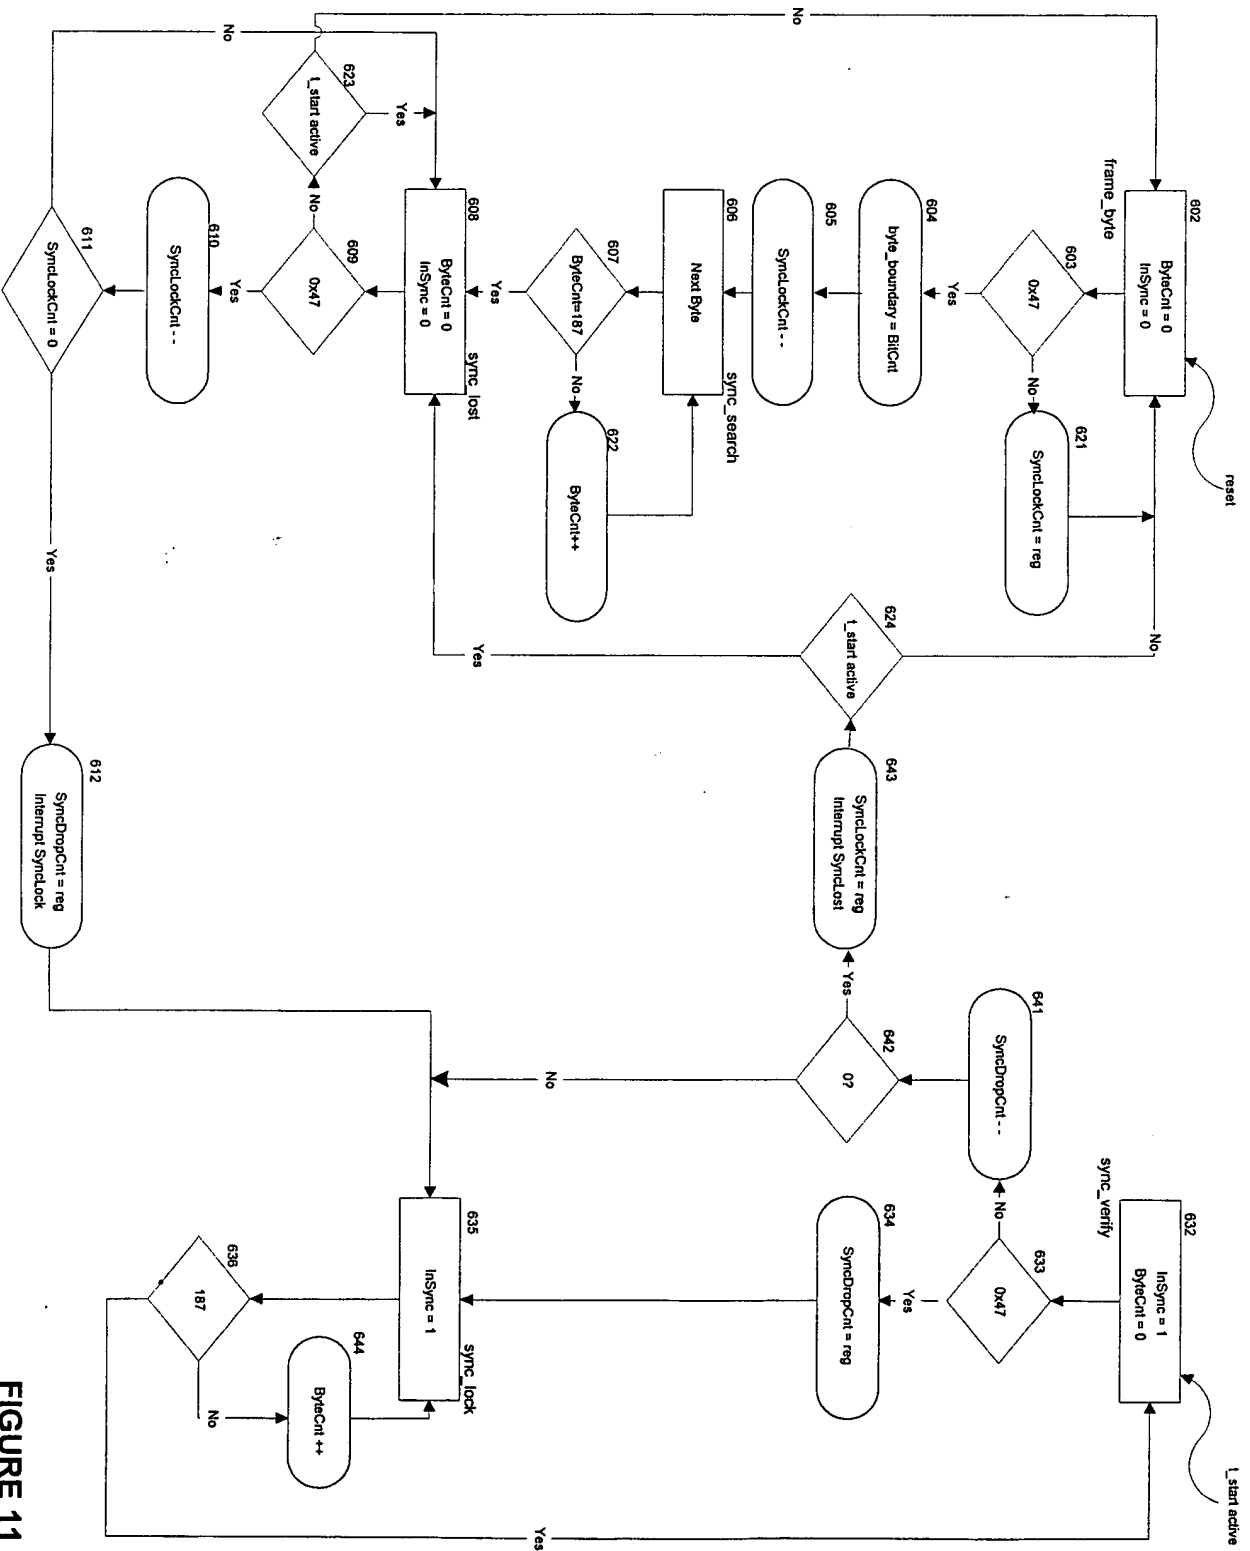 reset
602
ByteCnt = 0
InSync = 0
frame_byte
603
0x47
No
621
SyncLockCnt = reg
Yes
604
byte_boundary = BitCnt
605
SyncLockCnt - -
606
Next Byte
sync_search
607
ByteCnt=187
No
622
ByteCnt++
Yes
608
ByteCnt = 0
InSync = 0
sync_lost
609
0x47
No
623
t_start active
Yes
No
Yes
610
SyncLockCnt - -
611
SyncLockCnt = 0
No
Yes
612
SyncDropCnt = reg
Interrupt SyncLock
624
t_start active
No
Yes
643
SyncLockCnt = reg
Interrupt SyncLost
Yes
642
0?
No
641
SyncDropCnt - -
No
t_start active
632
InSync = 1
ByteCnt = 0
sync_verify
633
0x47
Yes
634
SyncDropCnt = reg
635
InSync = 1
sync_lock
636
187
No
644
ByteCnt ++
Yes
FIGURE 11